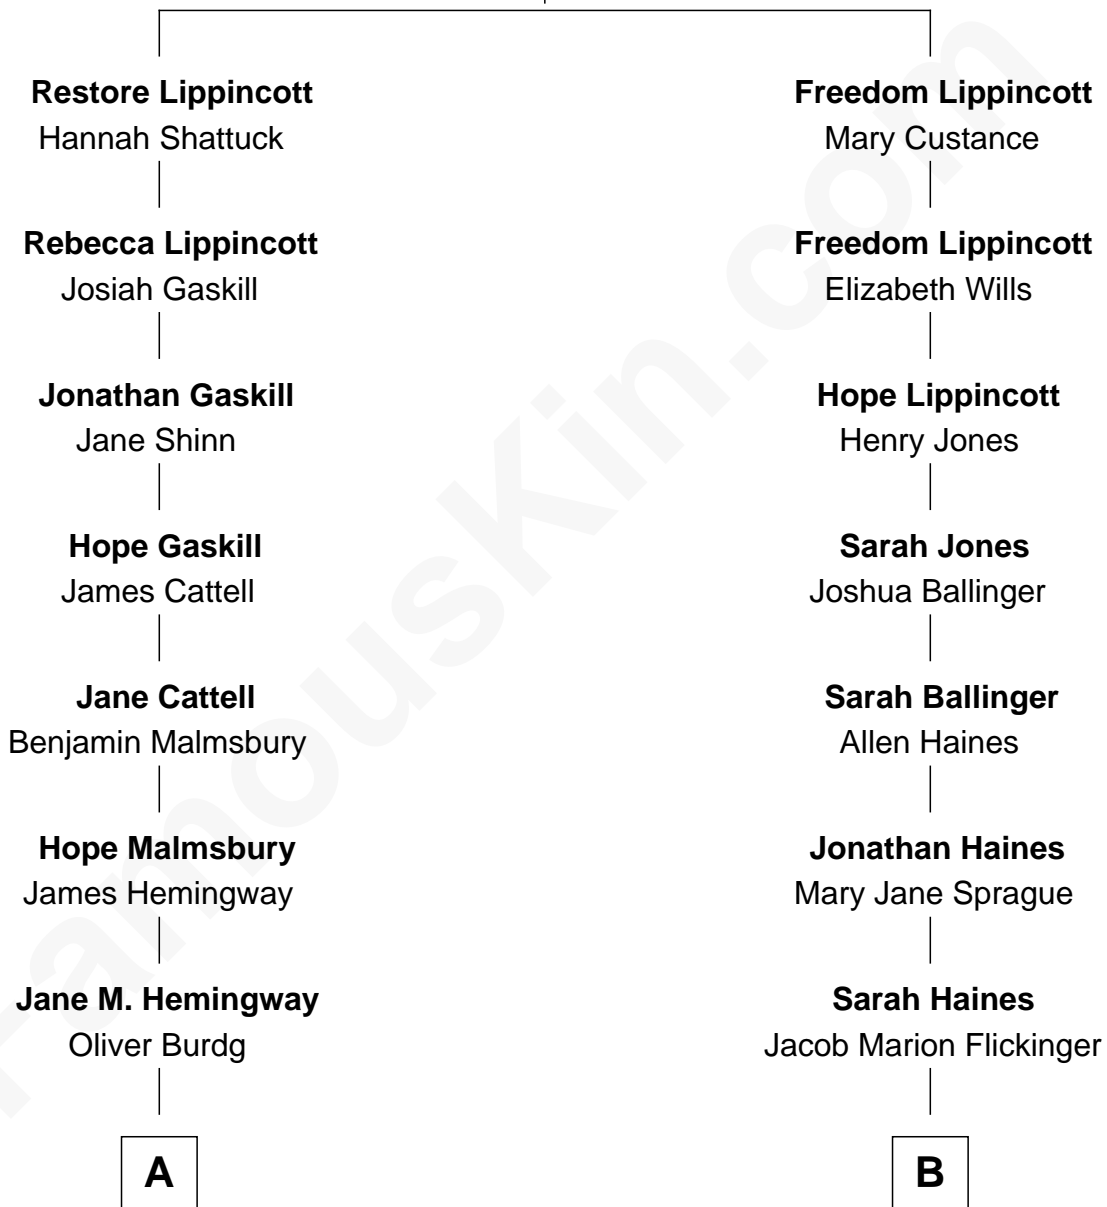 Restore Lippincott
Hannah Shattuck
Freedom Lippincott
Mary Custance
Rebecca Lippincott
Josiah Gaskill
Freedom Lippincott
Elizabeth Wills
Jonathan Gaskill
Jane Shinn
Hope Lippincott
Henry Jones
Hope Gaskill
James Cattell
Sarah Jones
Joshua Ballinger
Jane Cattell
Benjamin Malmsbury
Sarah Ballinger
Allen Haines
Hope Malmsbury
James Hemingway
Jonathan Haines
Mary Jane Sprague
Jane M. Hemingway
Oliver Burdg
Sarah Haines
Jacob Marion Flickinger
A
B
FamousKin.com